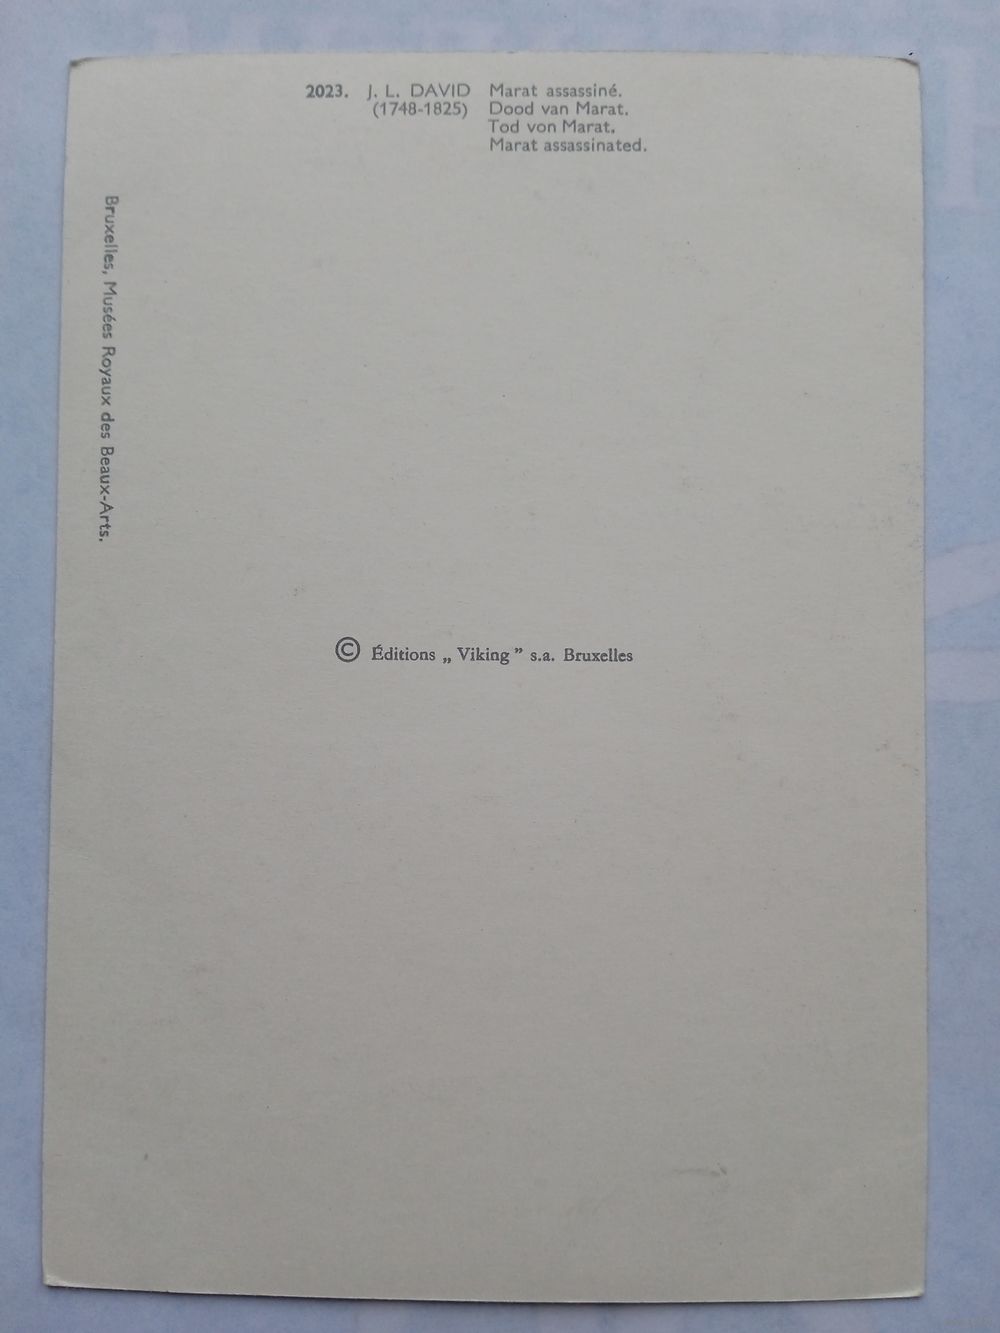 2023. J. L. DAVID Marat assassiné.
(1748-1825) Dood van Marat.
Tod von Marat.
Marat assassinated.
Bruxelles, Musées Royaux des Beaux-Arts.
© Éditions „ Viking ” s.a. Bruxelles